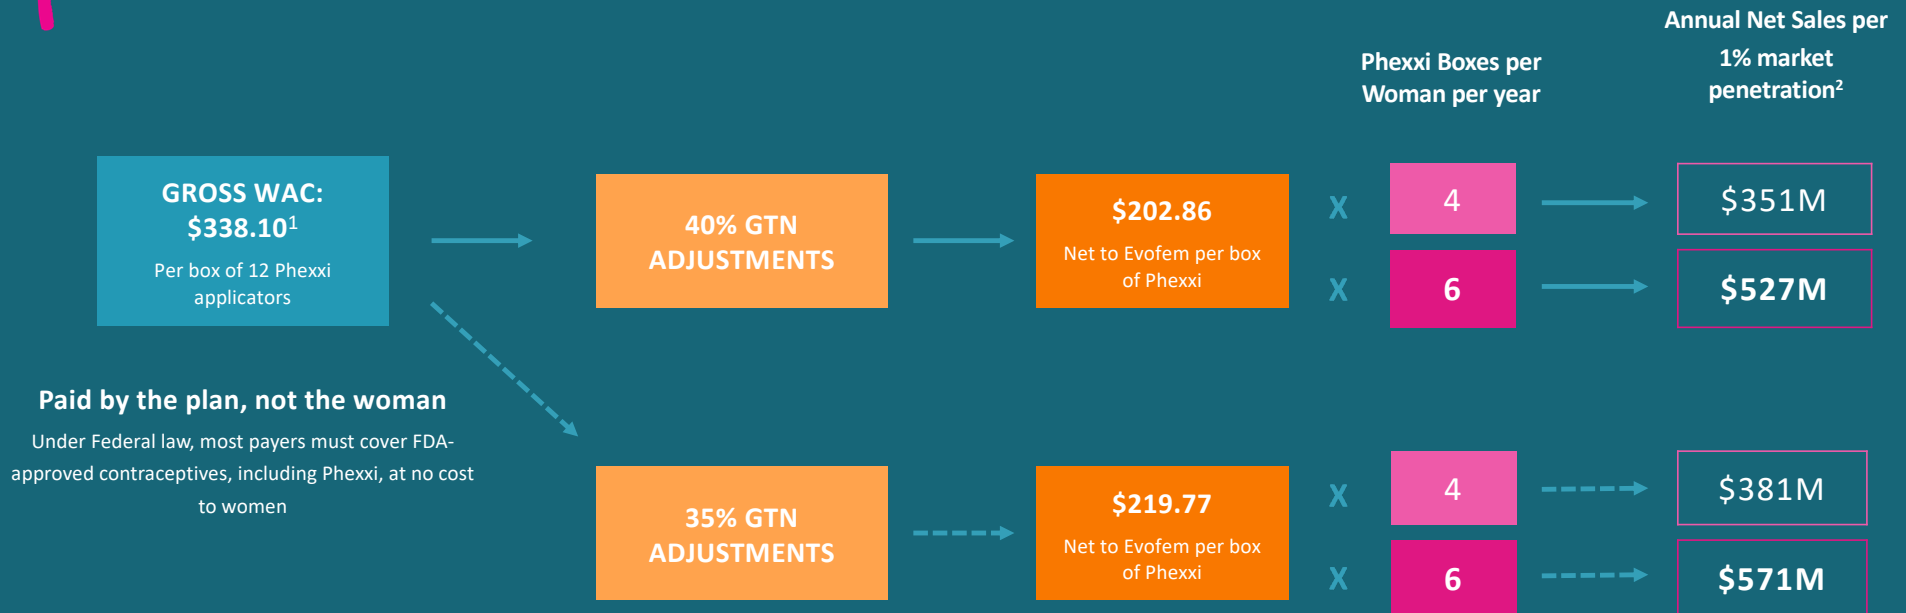 Annual Net Sales per
1% market
penetration2
Phexxi Boxes per
Woman per year
GROSS WAC:
$338.101
Per box of 12 Phexxi
applicators
40% GTN
ADJUSTMENTS
$202.86
Net to Evofem per box
of Phexxi
X
4
$351M
X
6
$527M
Paid by the plan, not the woman
Under Federal law, most payers must cover FDA-
approved contraceptives, including Phexxi, at no cost
to women
35% GTN
ADJUSTMENTS
$219.77
Net to Evofem per box
of Phexxi
X
4
$381M
X
6
$571M